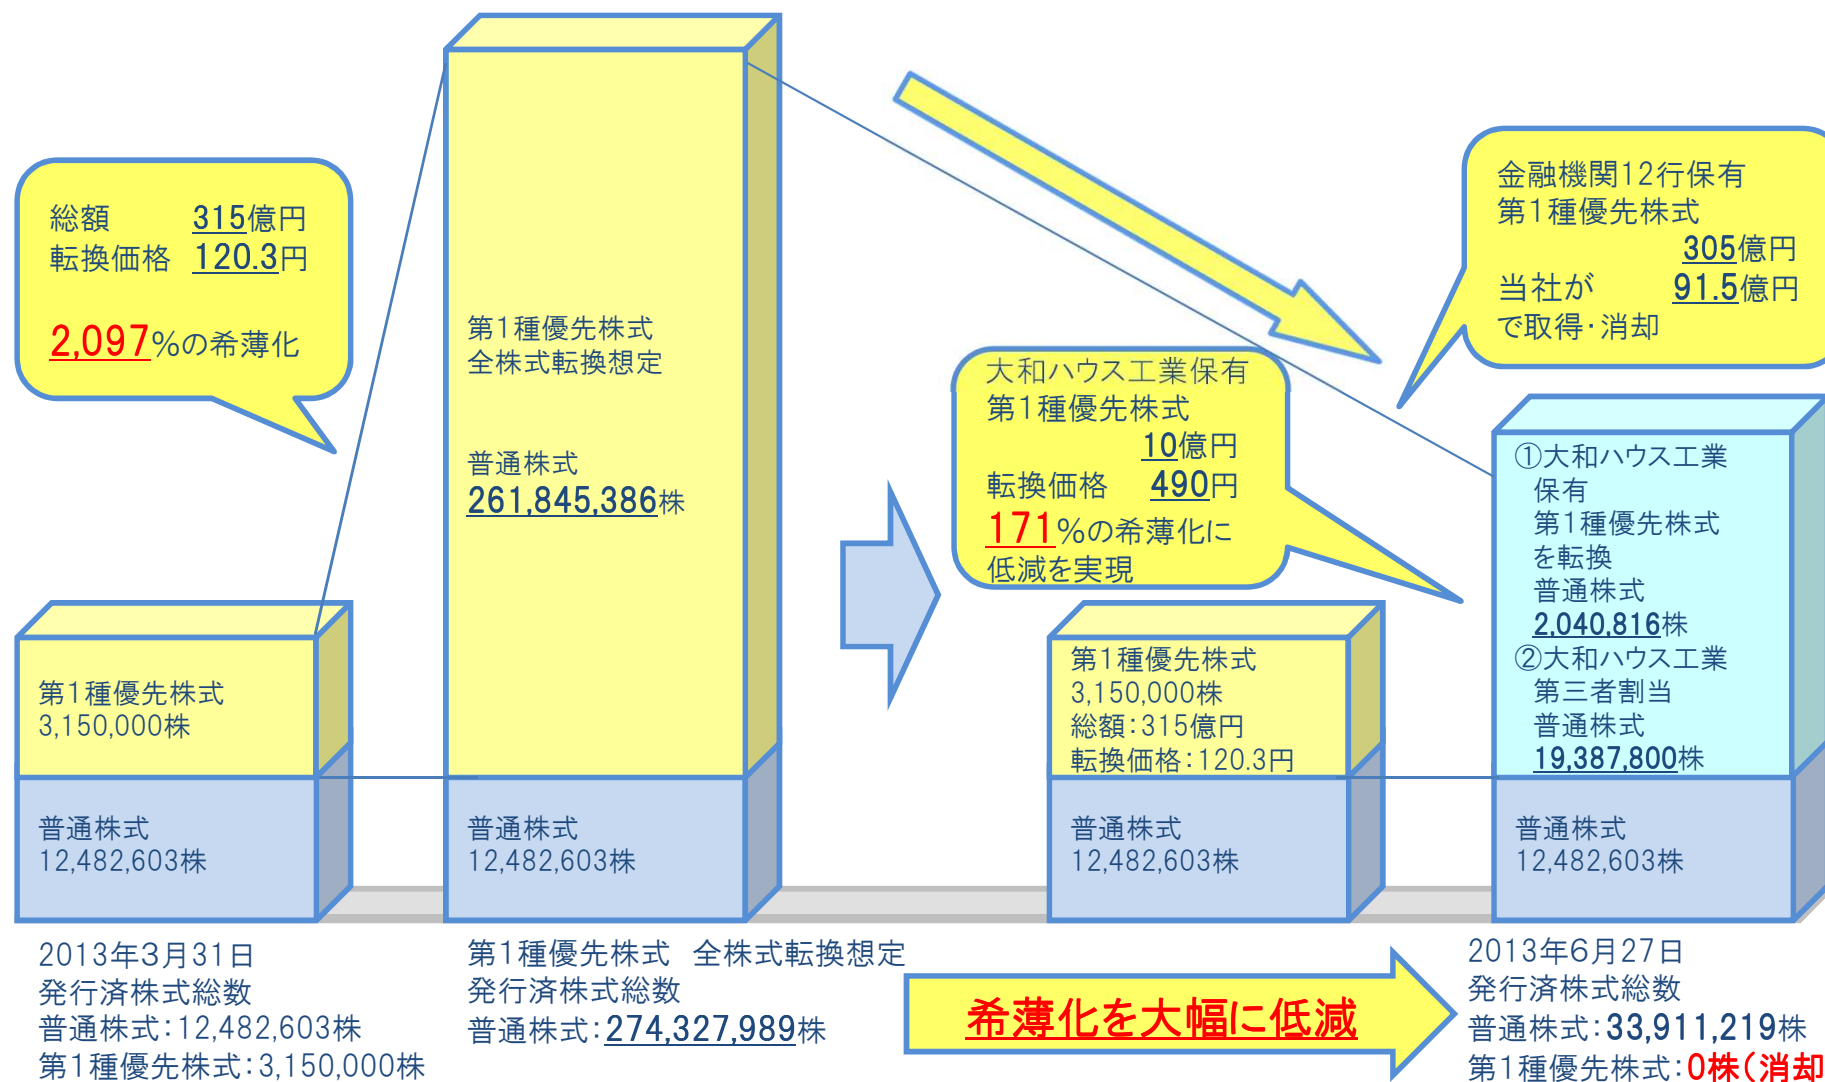 総額 315億円
転換価格 120.3円
2,097%の希薄化
第1種優先株式
3,150,000株
普通株式
12,482,603株
2013年3月31日
発行済株式総数
普通株式：12,482,603株
第1種優先株式：3,150,000株
第1種優先株式
全株式転換想定
普通株式
261,845,386株
普通株式
12,482,603株
第1種優先株式 全株式転換想定
発行済株式総数
普通株式：274,327,989株
大和ハウス工業保有
第1種優先株式
10億円
転換価格 490円
171%の希薄化に
低減を実現
第1種優先株式
3,150,000株
総額：315億円
転換価格：120.3円
普通株式
12,482,603株
希薄化を大幅に低減
金融機関12行保有
第1種優先株式
305億円
当社が 91.5億円
で取得・消却
①大和ハウス工業
保有
第1種優先株式
を転換
普通株式
2,040,816株
②大和ハウス工業
第三者割当
普通株式
19,387,800株
普通株式
12,482,603株
2013年6月27日
発行済株式総数
普通株式：33,911,219株
第1種優先株式：0株（消却